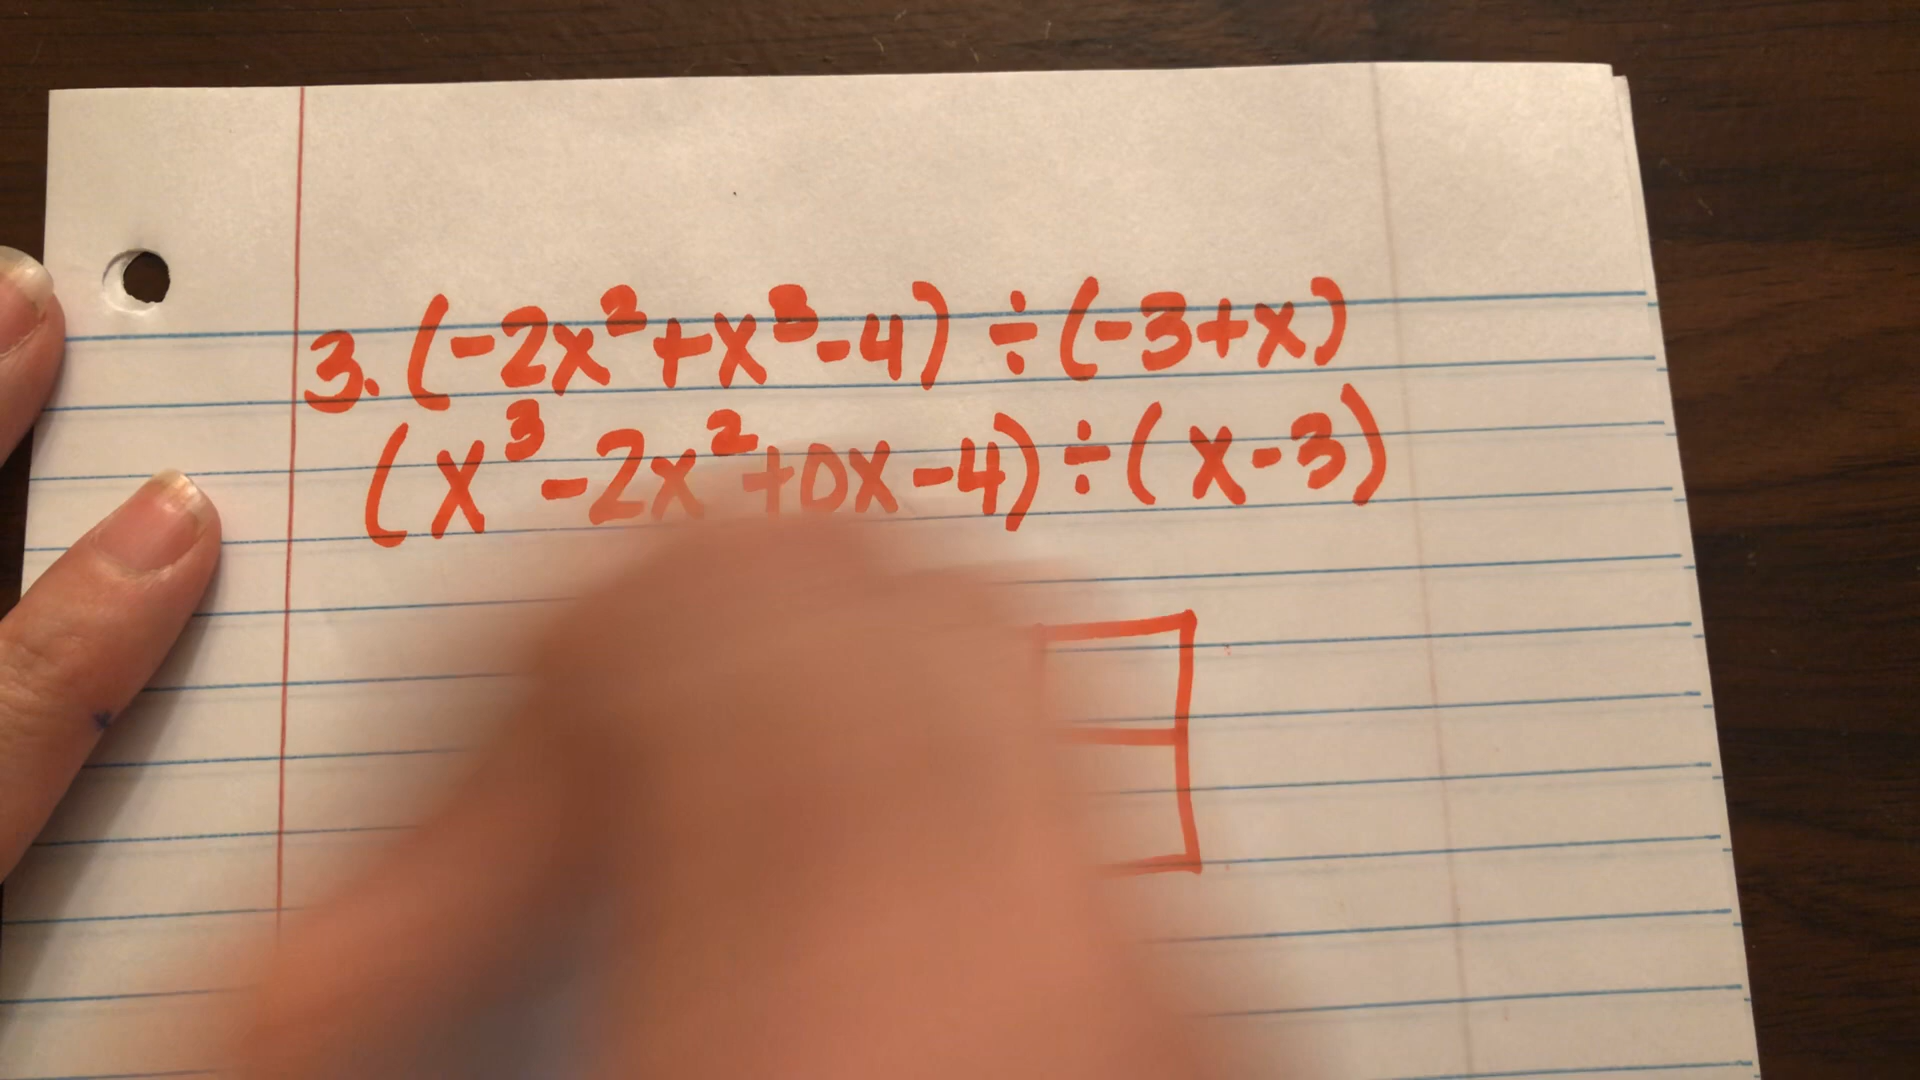 3. (-2x²+x³-4) ÷ (-3+x)
(x³-2x²+0x-4) ÷ (x-3)